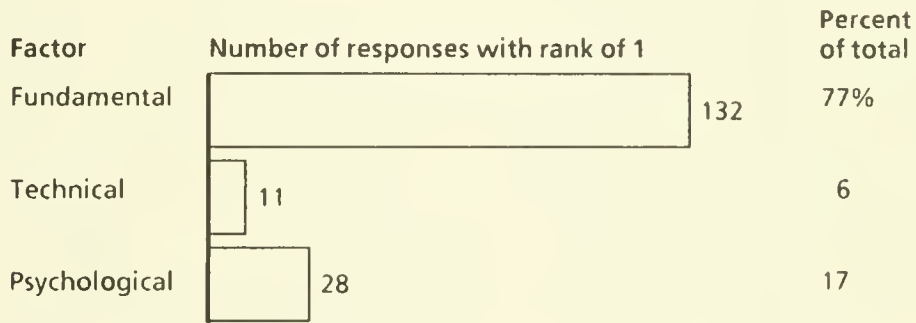 Percent
Factor Number of responses with rank of 1 of total
Fundamental 132 77%
Technical 11 6
Psychological 28 17